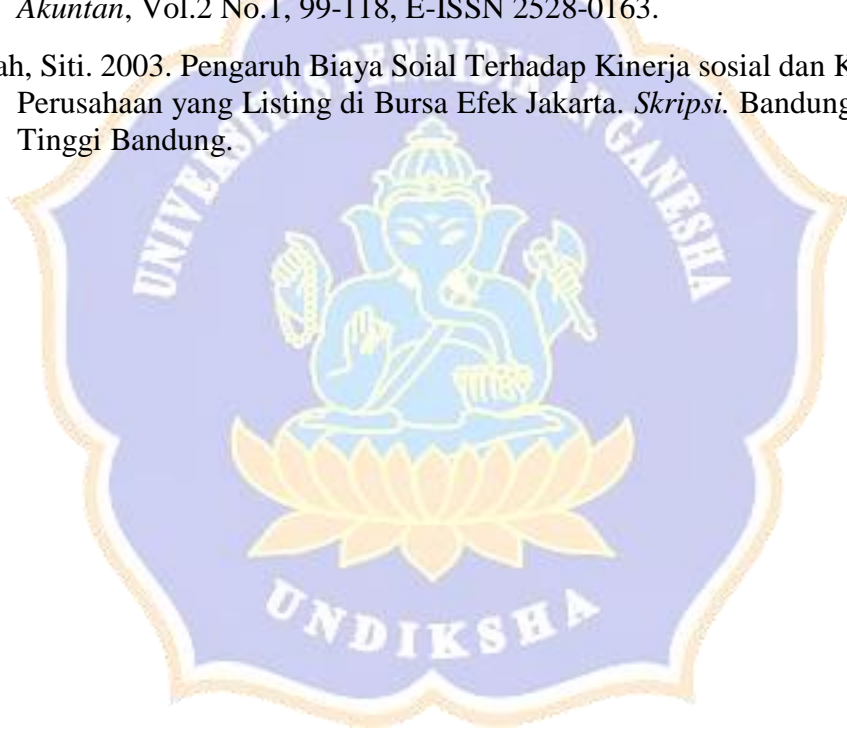 Akuntan, Vol.2 No.1, 99-118, E-ISSN 2528-0163.
ah, Siti. 2003. Pengaruh Biaya Soial Terhadap Kinerja sosial dan K
Perusahaan yang Listing di Bursa Efek Jakarta. Skripsi. Bandung
Tinggi Bandung.
UNIVERSITAS PENDIDIKAN GANESHA
UNDIKSHA